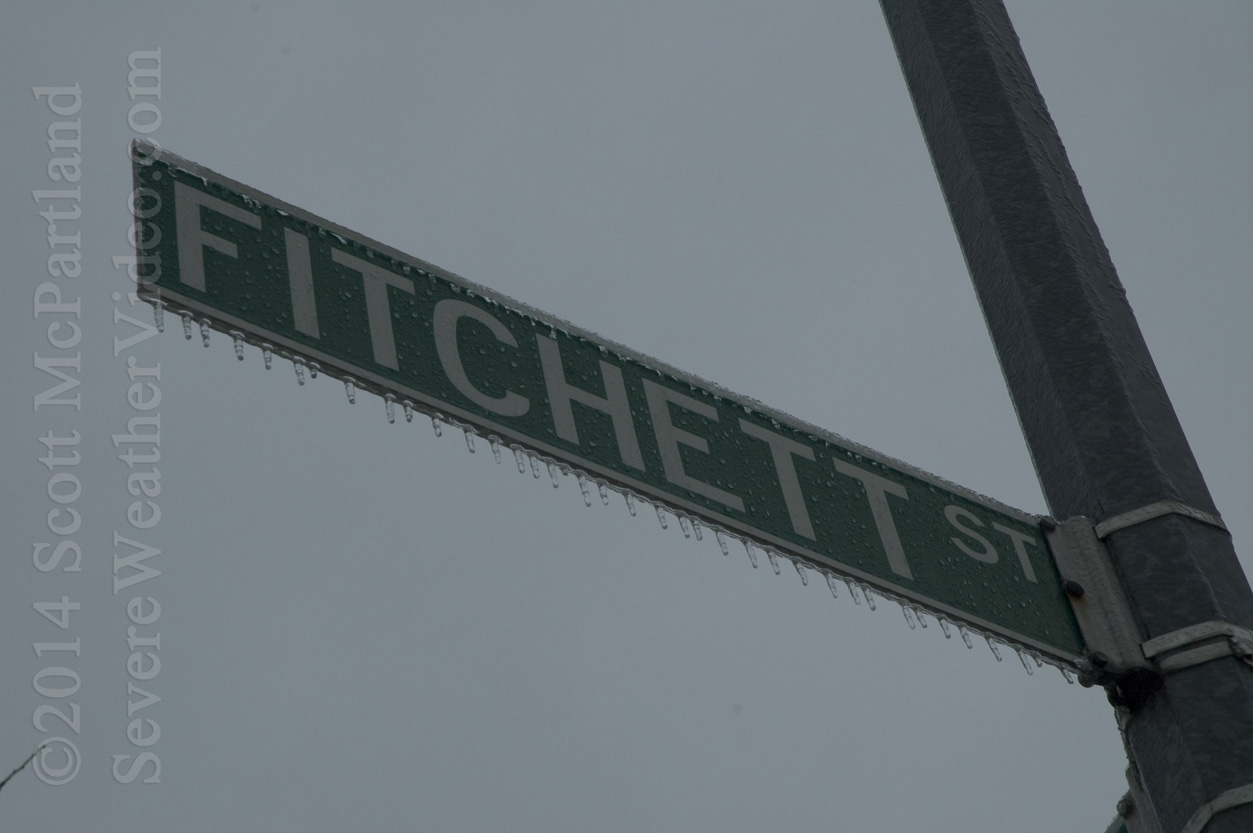 FITCHETT ST
©2014 Scott McPartland
SevereWeatherVideo.com